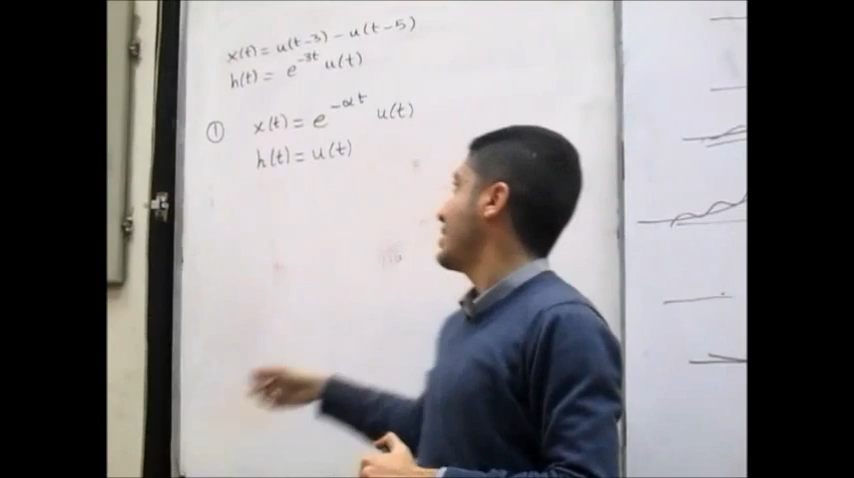 x(t) = u(t-3) - u(t-5)
h(t) = e^{-3t} u(t)
① x(t) = e^{-αt} u(t)
h(t) = u(t)